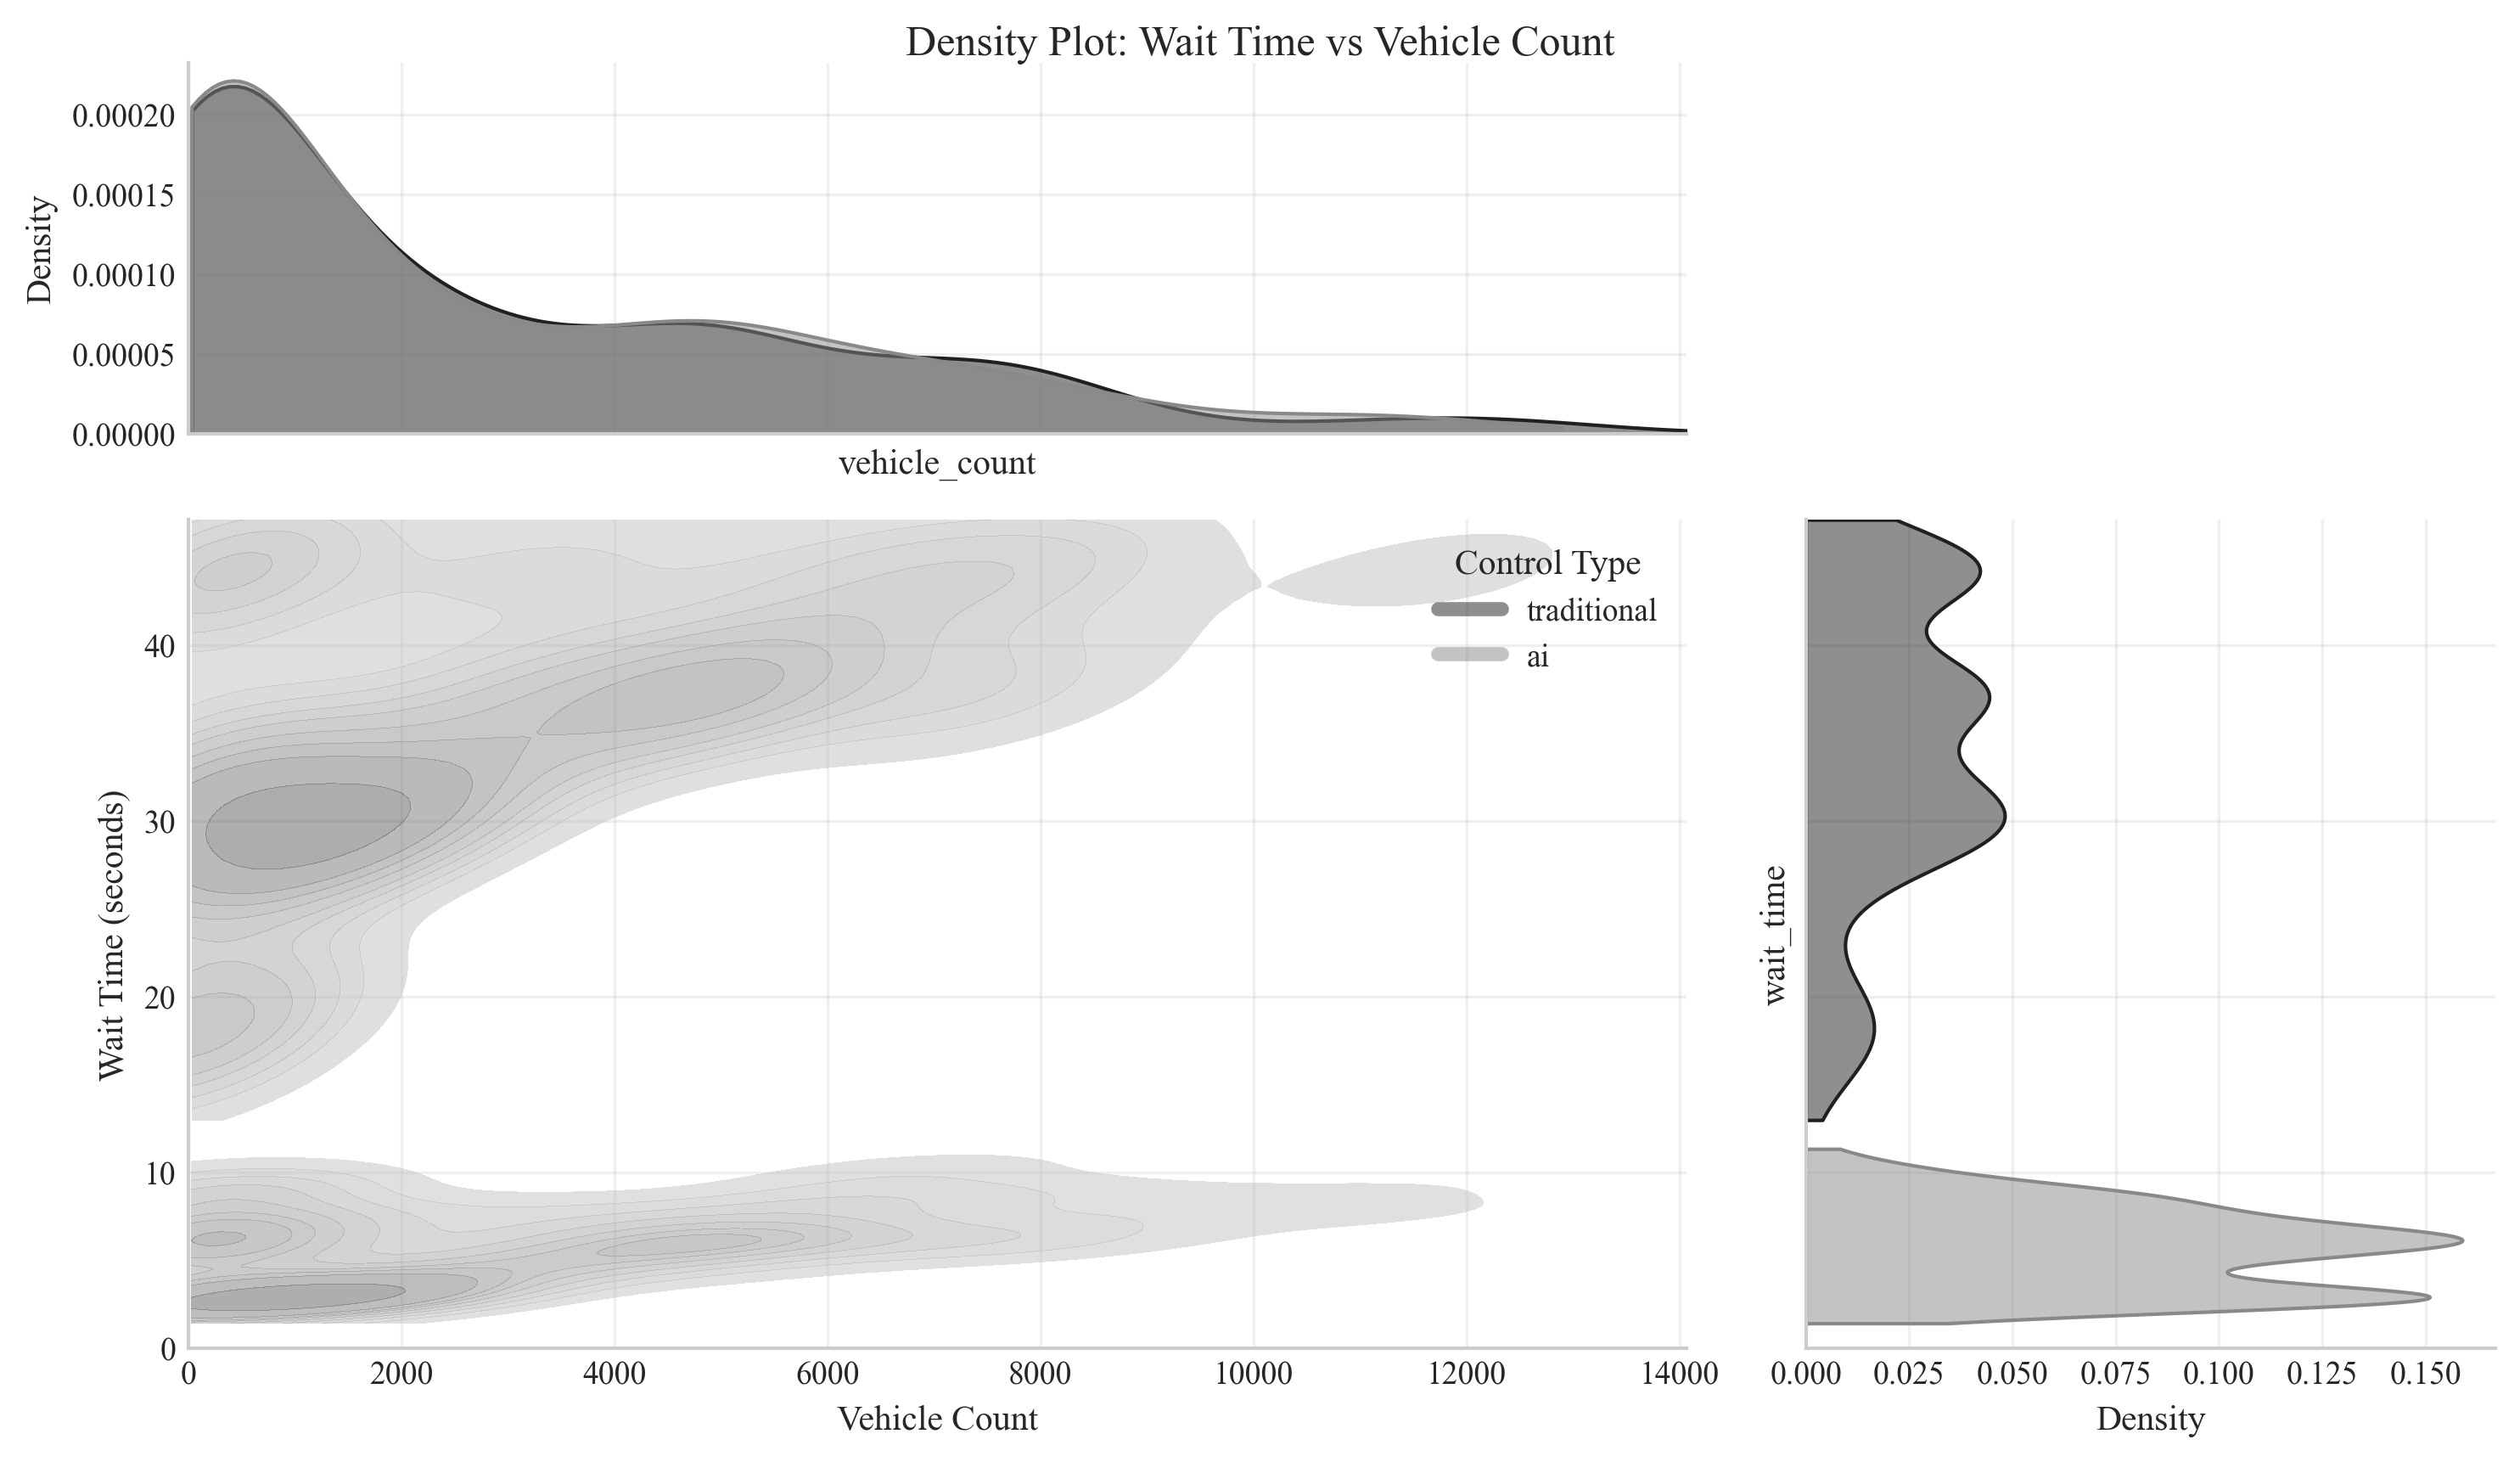 Density Plot: Wait Time vs Vehicle Count
Density
0.00020
0.00015
0.00010
0.00005
0.00000
vehicle_count
Wait Time (seconds)
40
30
20
10
0
0 2000 4000 6000 8000 10000 12000 14000
Vehicle Count
Control Type
traditional
ai
wait_time
0.000 0.025 0.050 0.075 0.100 0.125 0.150
Density